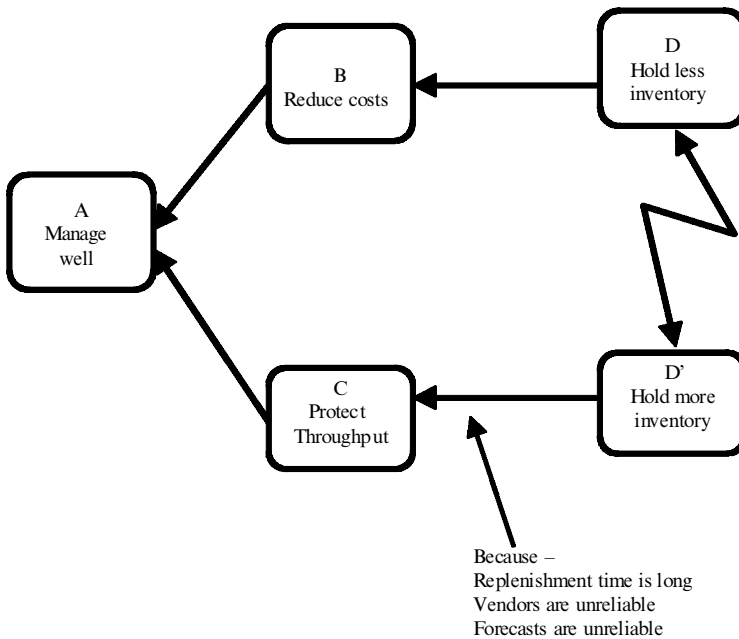 B
Reduce costs
D
Hold less
inventory
A
Manage
well
C
Protect
Throughput
D’
Hold more
inventory
Because –
Replenishment time is long
Vendors are unreliable
Forecasts are unreliable